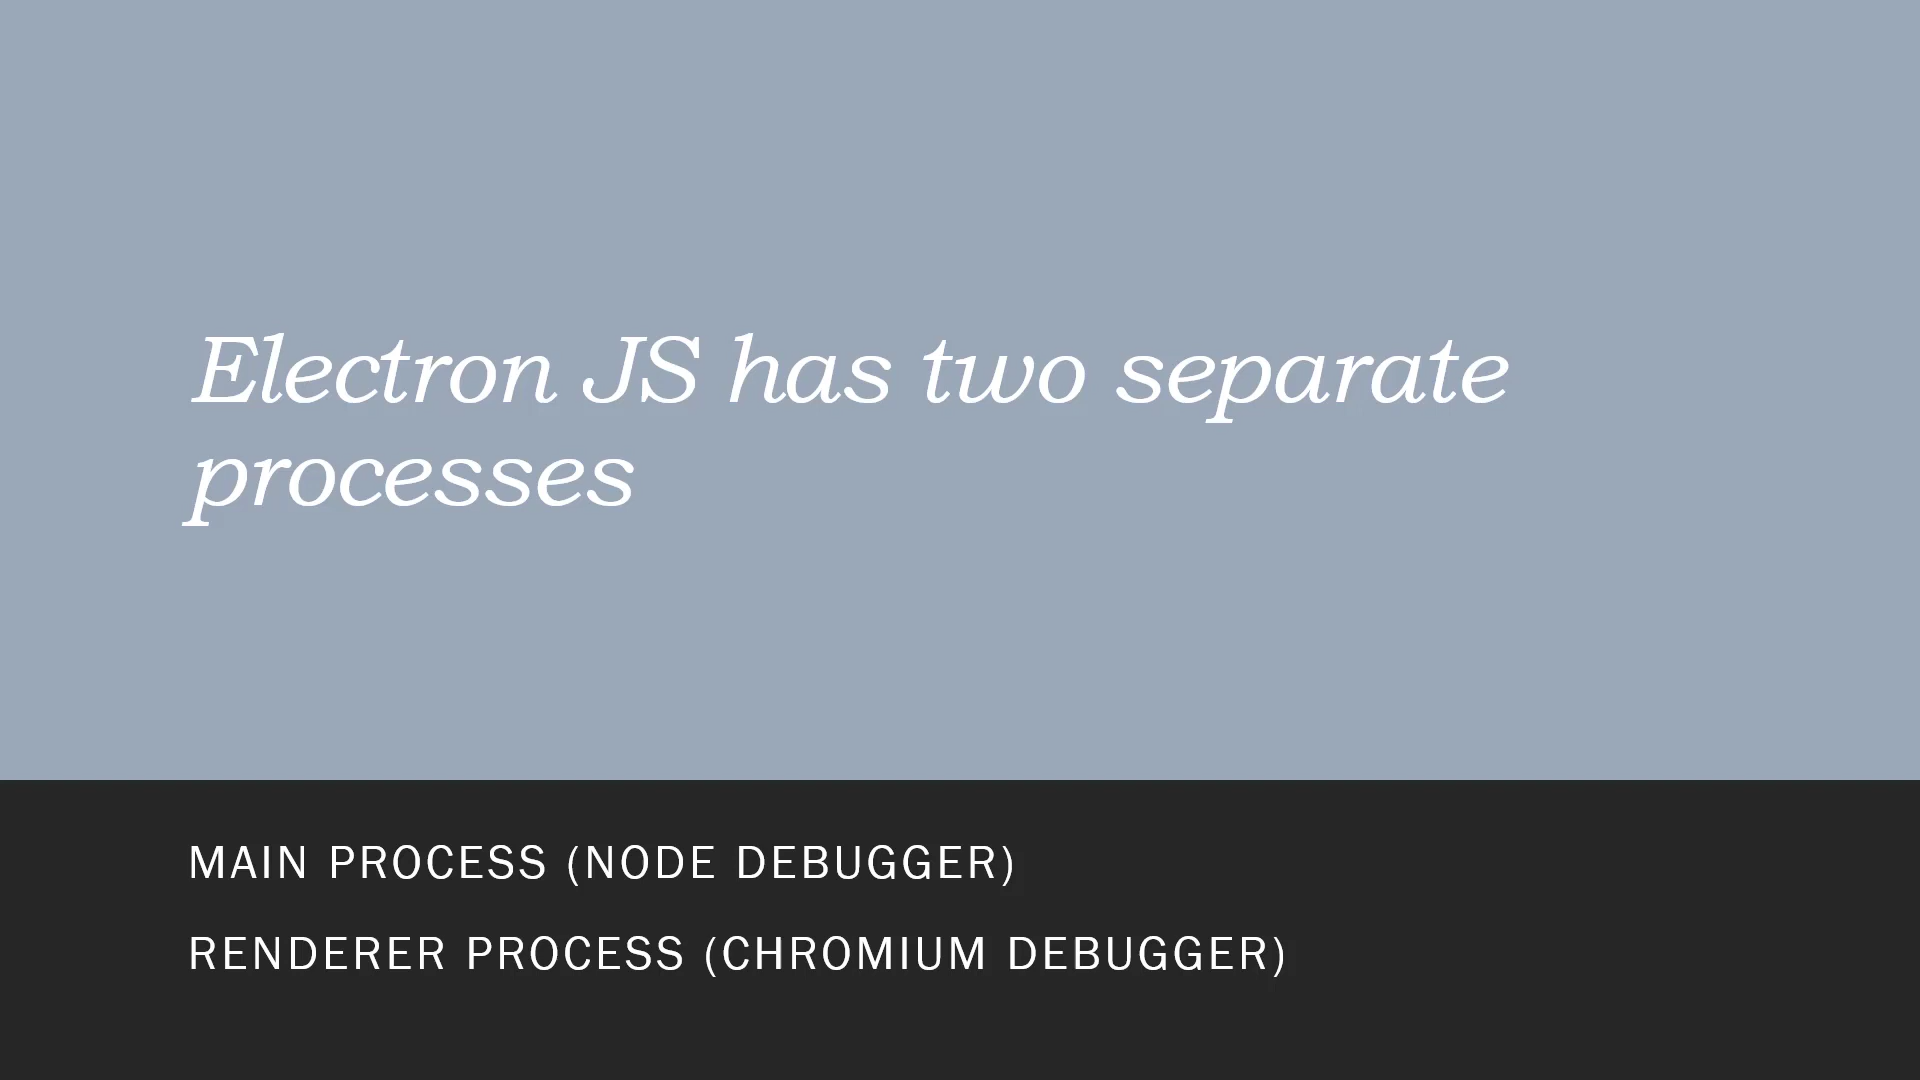 Electron JS has two separate
processes
MAIN PROCESS (NODE DEBUGGER)
RENDERER PROCESS (CHROMIUM DEBUGGER)